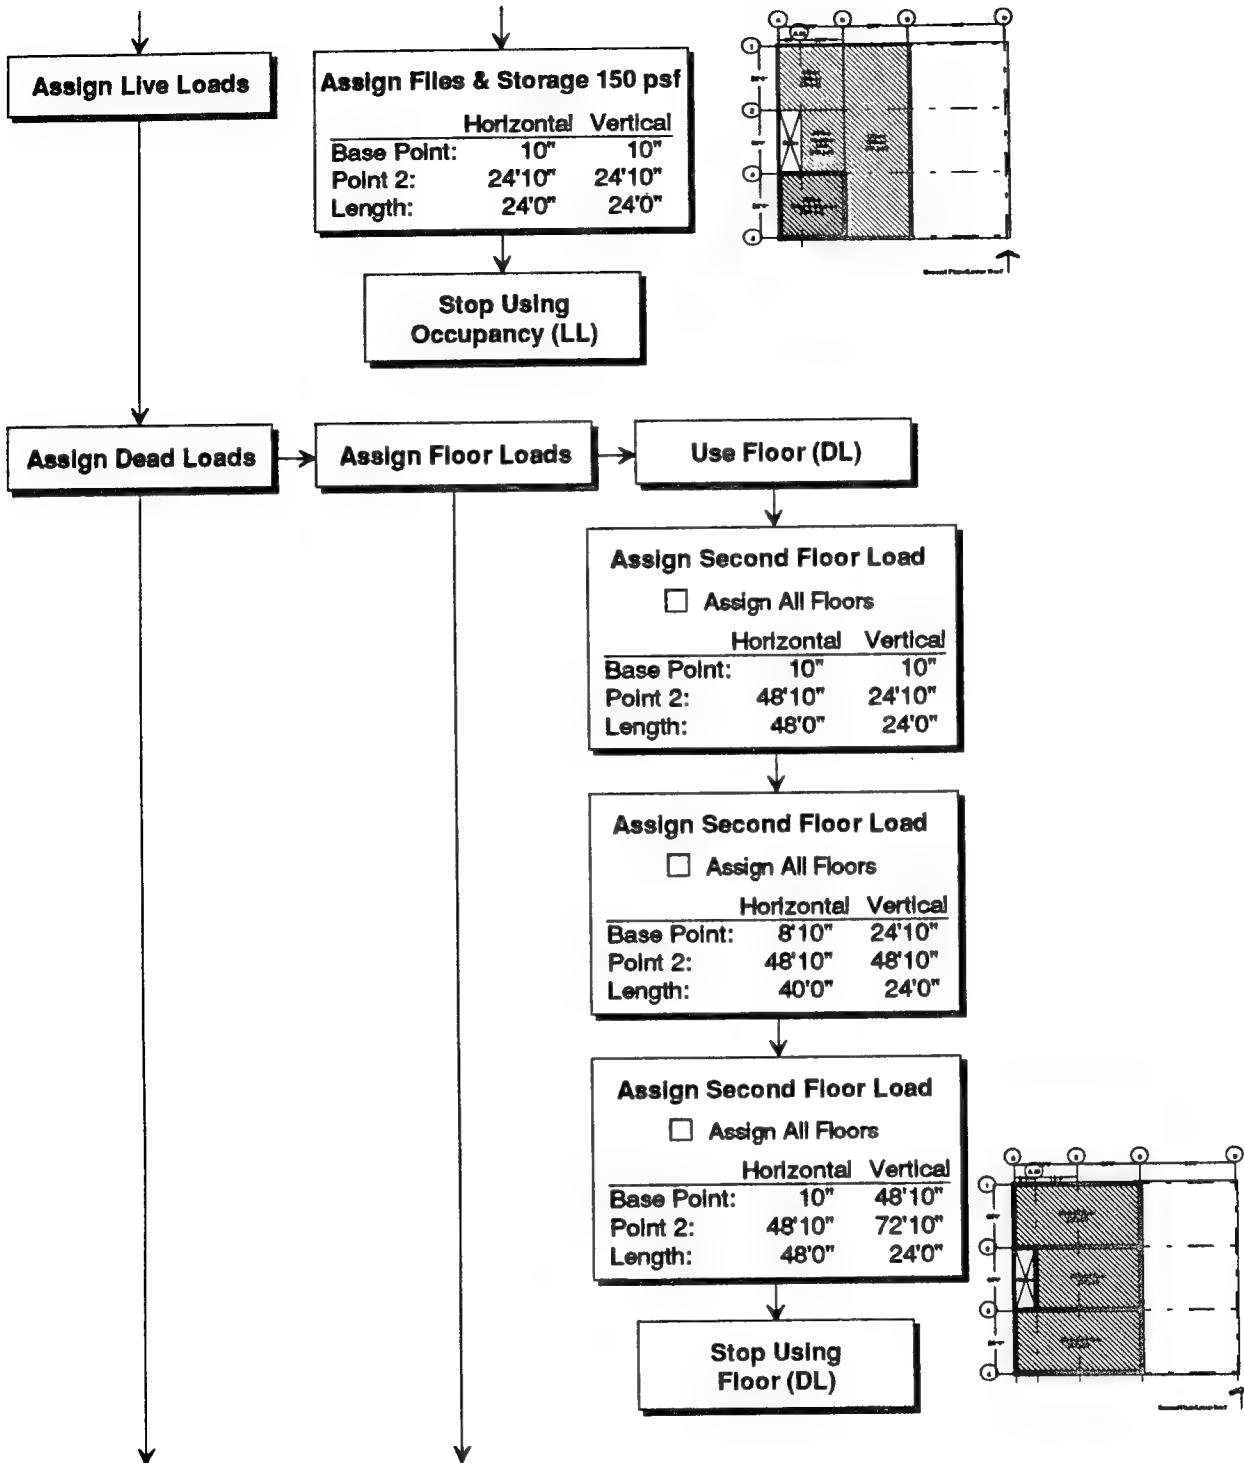 Assign Live Loads
Assign Files & Storage 150 psf
Horizontal Vertical
Base Point: 10" 10"
Point 2: 24'10" 24'10"
Length: 24'0" 24'0"
Stop Using
Occupancy (LL)
Assign Dead Loads
Assign Floor Loads
Use Floor (DL)
Assign Second Floor Load
Assign All Floors
Horizontal Vertical
Base Point: 10" 10"
Point 2: 48'10" 24'10"
Length: 48'0" 24'0"
Assign Second Floor Load
Assign All Floors
Horizontal Vertical
Base Point: 8'10" 24'10"
Point 2: 48'10" 48'10"
Length: 40'0" 24'0"
Assign Second Floor Load
Assign All Floors
Horizontal Vertical
Base Point: 10" 48'10"
Point 2: 48'10" 72'10"
Length: 48'0" 24'0"
Stop Using
Floor (DL)